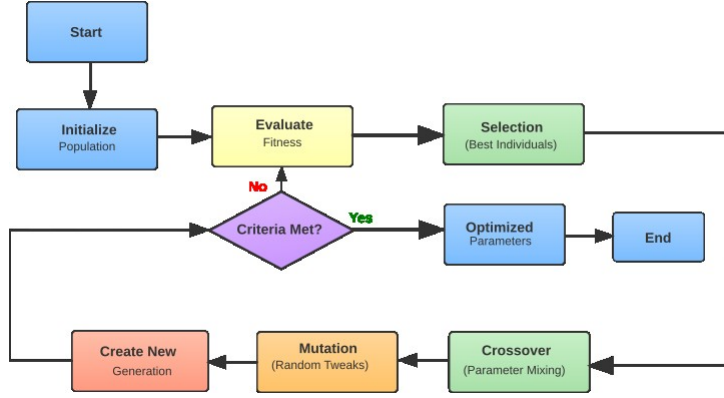 Start
Initialize
Population
Evaluate
Fitness
Selection
(Best Individuals)
No
Criteria Met?
Yes
Optimized
Parameters
End
Create New
Generation
Mutation
(Random Tweaks)
Crossover
(Parameter Mixing)